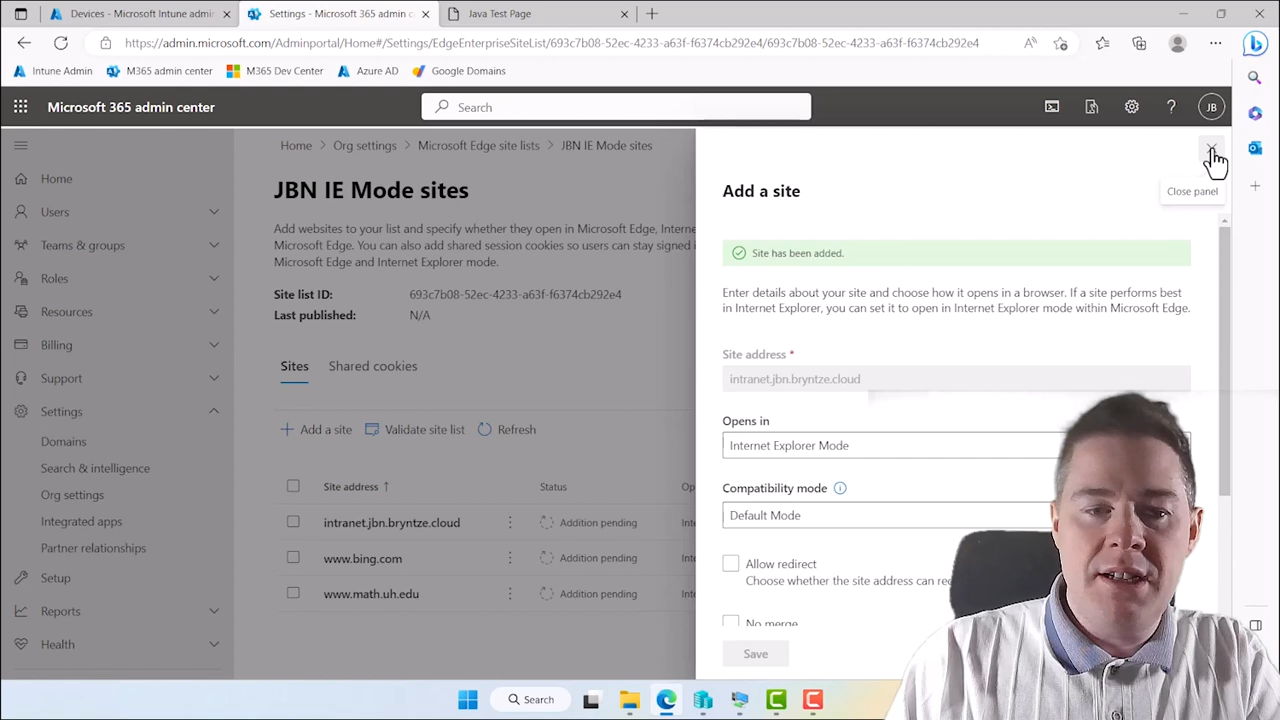 Devices - Microsoft Intune admin
Settings - Microsoft 365 admin c
Java Test Page
https://admin.microsoft.com/Adminportal/Home#/Settings/EdgeEnterpriseSiteList/693c7b08-52ec-4233-a63f-f6374cb292e4/693c7b08-52ec-4233-a63f-f6374cb292e4
Intune Admin
M365 admin center
M365 Dev Center
Azure AD
Google Domains
Microsoft 365 admin center
Search
JB
Home
Users
Teams & groups
Roles
Resources
Billing
Support
Settings
Domains
Search & intelligence
Org settings
Integrated apps
Partner relationships
Setup
Reports
Health
Home > Org settings > Microsoft Edge site lists > JBN IE Mode sites
JBN IE Mode sites
Add websites to your list and specify whether they open in Microsoft Edge, Interne
Microsoft Edge. You can also add shared session cookies so users can stay signed i
Microsoft Edge and Internet Explorer mode.
Site list ID: 693c7b08-52ec-4233-a63f-f6374cb292e4
Last published: N/A
Sites
Shared cookies
Add a site
Validate site list
Refresh
Site address ↑ Status Op
intranet.jbn.bryntze.cloud Addition pending Inte
www.bing.com Addition pending Inte
www.math.uh.edu Addition pending Inte
Close panel
Add a site
Site has been added.
Enter details about your site and choose how it opens in a browser. If a site performs best
in Internet Explorer, you can set it to open in Internet Explorer mode within Microsoft Edge.
Site address *
intranet.jbn.bryntze.cloud
Opens in
Internet Explorer Mode
Compatibility mode
Default Mode
Allow redirect
Choose whether the site address can re
No merge
Save
Search